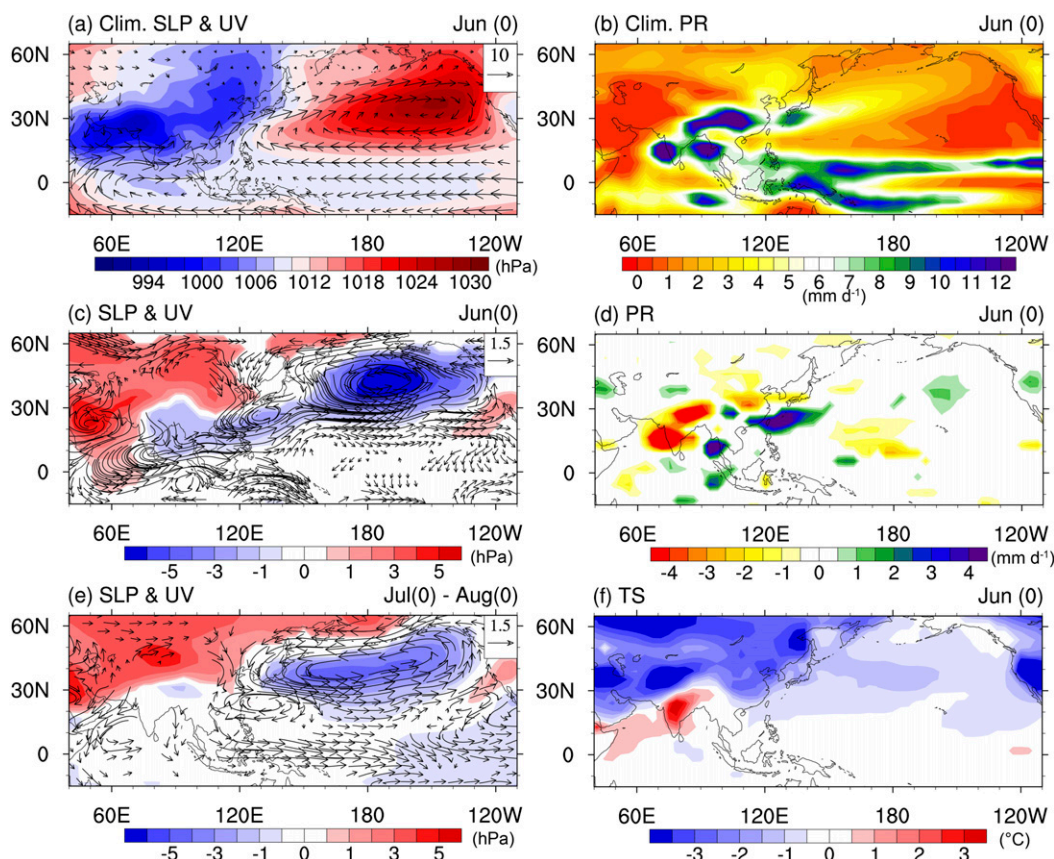 (a) Clim. SLP & UV Jun (0)
10
60N
30N
0
60E 120E 180 120W
994 1000 1006 1012 1018 1024 1030 (hPa)
(b) Clim. PR Jun (0)
60N
30N
0
60E 120E 180 120W
0 1 2 3 4 5 6 7 8 9 10 11 12
(mm d⁻¹)
(c) SLP & UV Jun(0)
1.5
60N
30N
0
60E 120E 180 120W
-5 -3 -1 0 1 3 5 (hPa)
(d) PR Jun (0)
60N
30N
0
60E 120E 180 120W
-4 -3 -2 -1 0 1 2 3 4 (mm d⁻¹)
(e) SLP & UV Jul(0) - Aug(0)
1.5
60N
30N
0
60E 120E 180 120W
-5 -3 -1 0 1 3 5 (hPa)
(f) TS Jun (0)
60N
30N
0
60E 120E 180 120W
-3 -2 -1 0 1 2 3 (°C)